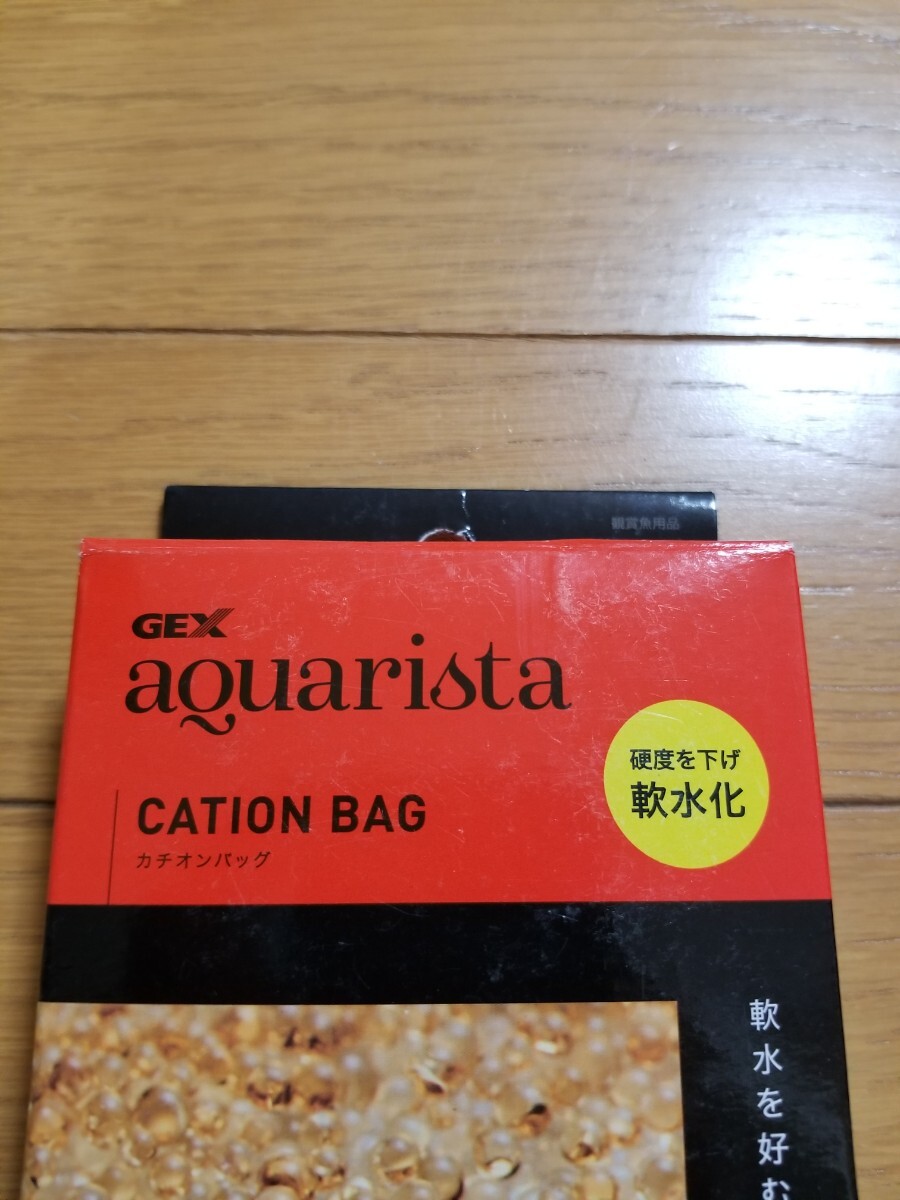 観賞魚用品
GEX
aquarista
硬度を下げ
軟水化
CATION BAG
カチオンバッグ
軟水を好む